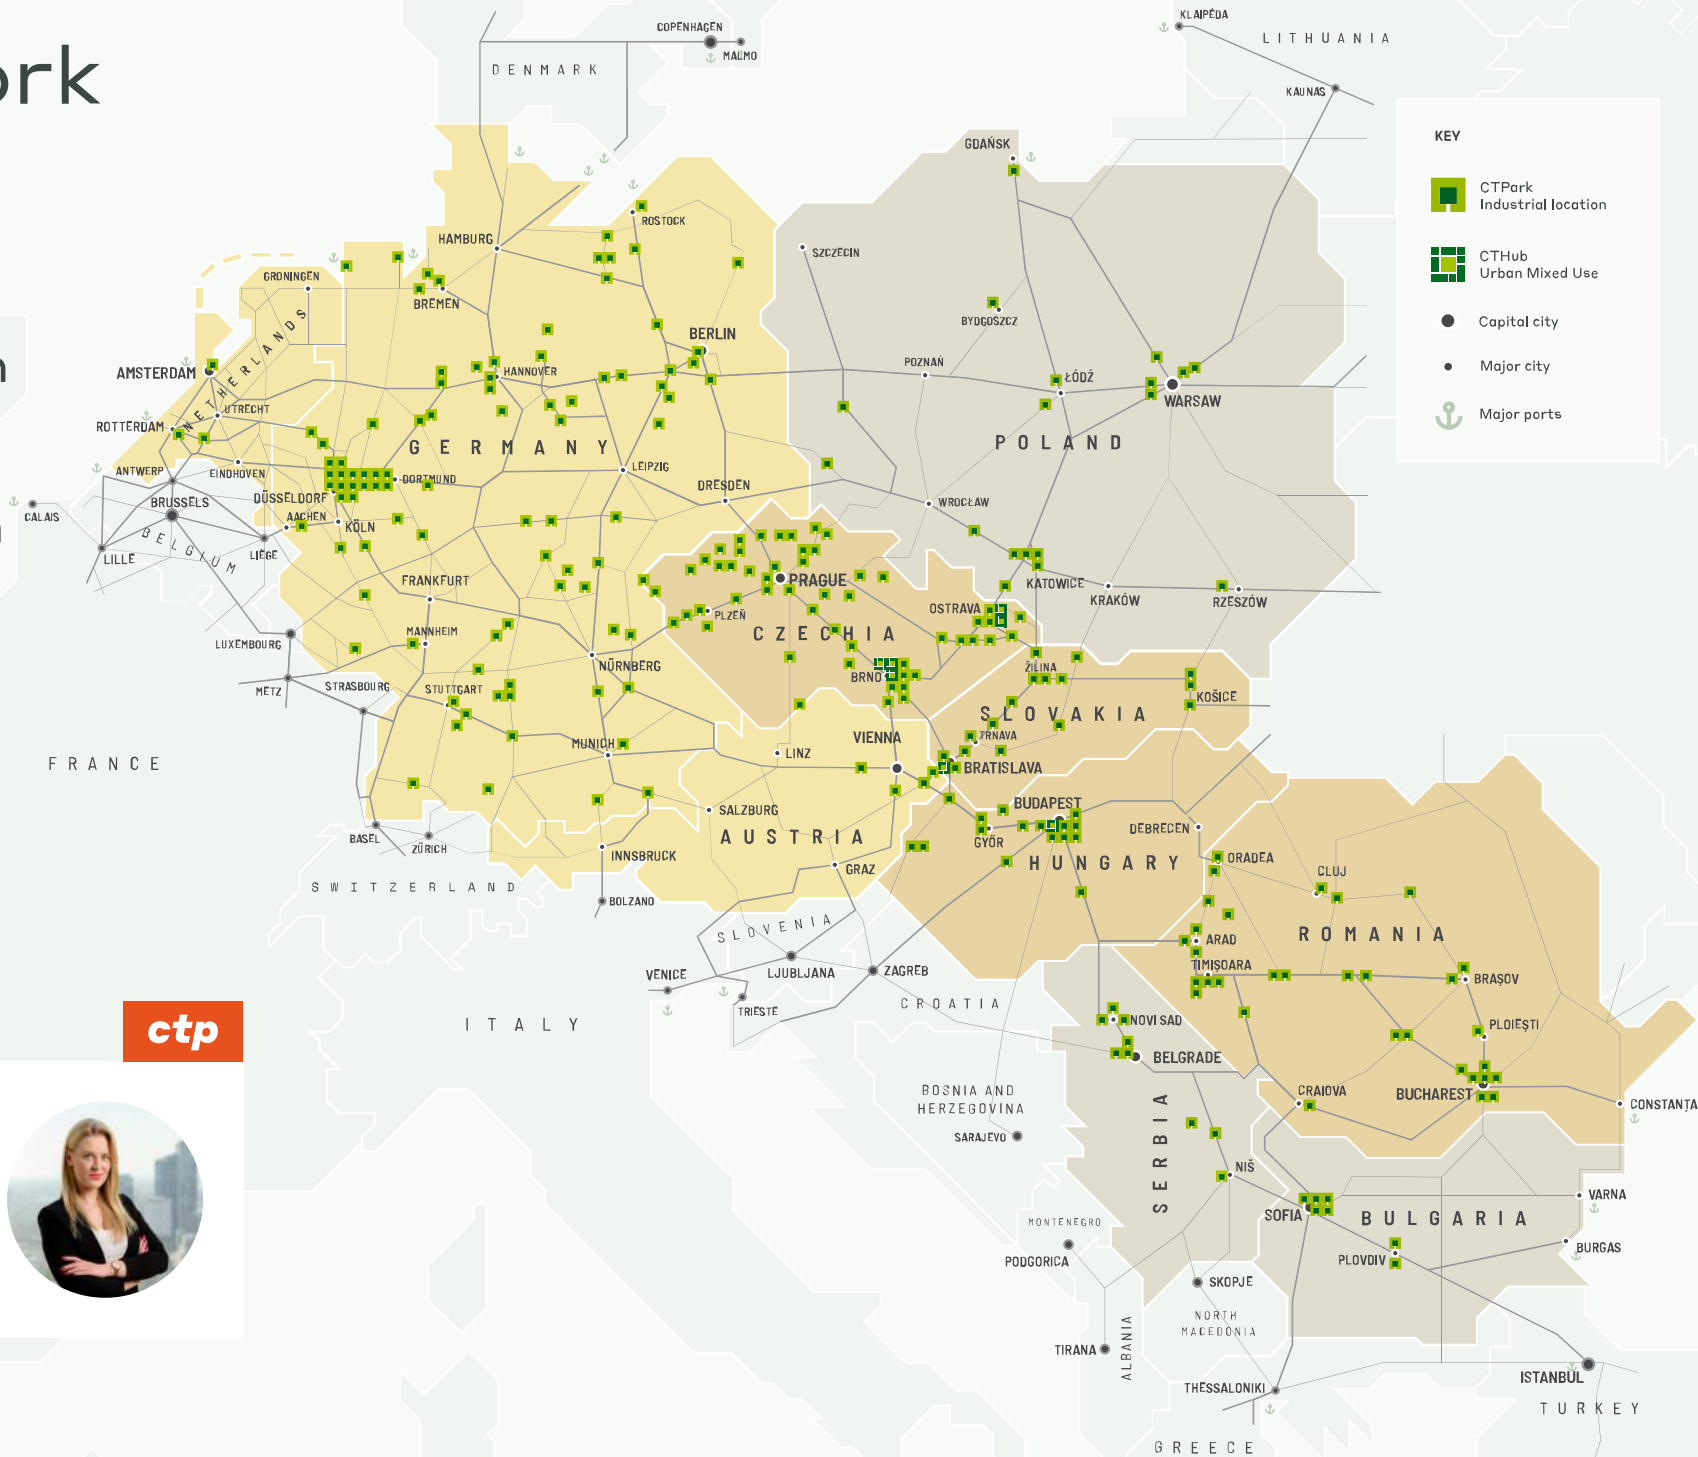 ork
n
n
KEY
CTPark
Industrial location
CTHub
Urban Mixed Use
Capital city
Major city
Major ports
KLAIPĖDA
LITHUANIA
COPENHAGEN
MALMO
DENMARK
KAUNAS
GDAŃSK
ROSTOCK
HAMBURG
SZCZECIN
GRONINGEN
BREMEN
BYDGOSZCZ
NETHERLANDS
BERLIN
AMSTERDAM
HANNOVER
POZNAŃ
ŁÓDŹ
WARSAW
UTRECHT
ROTTERDAM
GERMANY
POLAND
ANTWERP
EINDHOVEN
DORTMUND
LEIPZIG
DRESDEN
DÜSSELDORF
BRUSSELS
WROCŁAW
CALAIS
AACHEN
KÖLN
BELGIUM
LILLE
LIÈGE
FRANKFURT
PRAGUE
KATOWICE
KRAKÓW
RZESZÓW
OSTRAVA
PLZEŇ
CZECHIA
LUXEMBOURG
MANNHEIM
NÜRNBERG
ŽILINA
BRNO
METZ
STRASBOURG
STUTTGART
KOŠICE
SLOVAKIA
VIENNA
TRNAVA
MUNICH
LINZ
FRANCE
BRATISLAVA
SALZBURG
BUDAPEST
DEBRECEN
BASEL
ZÜRICH
AUSTRIA
GYŐR
INNSBRUCK
HUNGARY
ORADEA
GRAZ
CLUJ
SWITZERLAND
BOLZANO
SLOVENIA
ROMANIA
ARAD
TIMIȘOARA
VENICE
LJUBLJANA
ZAGREB
BRAȘOV
CROATIA
TRIESTE
ITALY
NOVI SAD
PLOIEȘTI
ctp
BELGRADE
BOSNIA AND
HERZEGOVINA
CRAIOVA
BUCHAREST
CONSTANȚA
SARAJEVO
SERBIA
NIŠ
VARNA
SOFIA
BULGARIA
MONTENEGRO
PODGORICA
PLOVDIV
BURGAS
SKOPJE
NORTH
MACEDONIA
ALBANIA
TIRANA
ISTANBUL
THESSALONIKI
TURKEY
GREECE